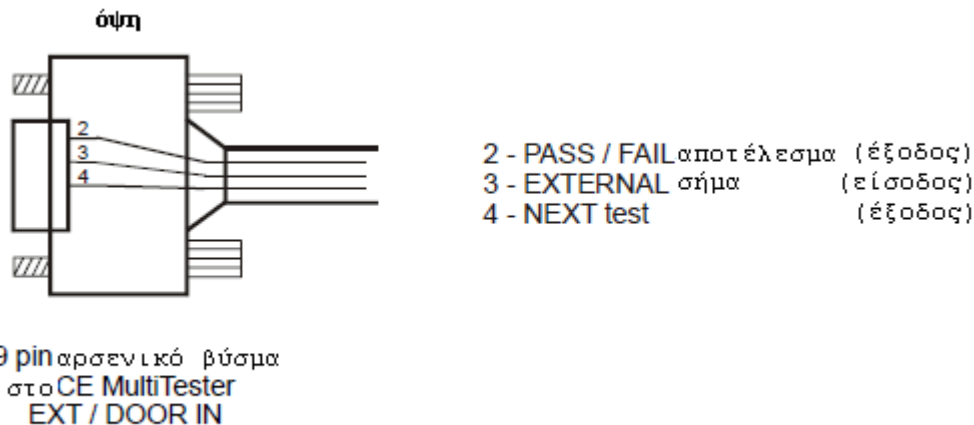 όψη
2
3
4
2 - PASS / FAIL αποτέλεσμα (έξοδος)
3 - EXTERNAL σήμα (είσοδος)
4 - NEXT test (έξοδος)
9 pin αρσενικό βύσμα
στο CE MultiTester
EXT / DOOR IN